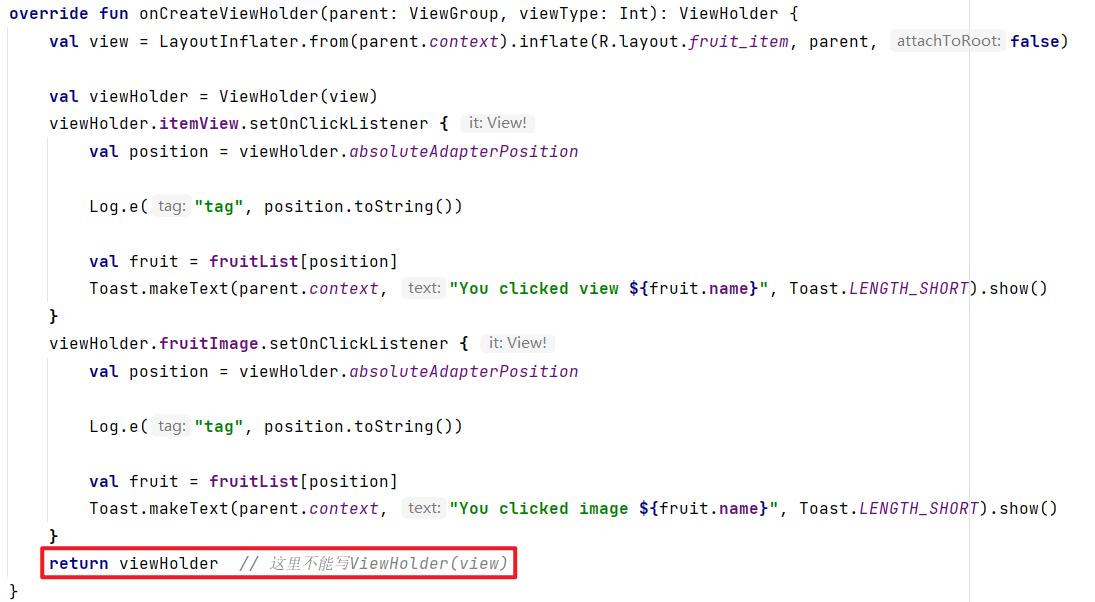 override fun onCreateViewHolder(parent: ViewGroup, viewType: Int): ViewHolder {
val view = LayoutInflater.from(parent.context).inflate(R.layout.fruit_item, parent, attachToRoot: false)
val viewHolder = ViewHolder(view)
viewHolder.itemView.setOnClickListener { it: View!
val position = viewHolder.absoluteAdapterPosition
Log.e( tag: "tag", position.toString())
val fruit = fruitList[position]
Toast.makeText(parent.context, text: "You clicked view ${fruit.name}", Toast.LENGTH_SHORT).show()
}
viewHolder.fruitImage.setOnClickListener { it: View!
val position = viewHolder.absoluteAdapterPosition
Log.e( tag: "tag", position.toString())
val fruit = fruitList[position]
Toast.makeText(parent.context, text: "You clicked image ${fruit.name}", Toast.LENGTH_SHORT).show()
}
return viewHolder // 这里不能写ViewHolder(view)
}